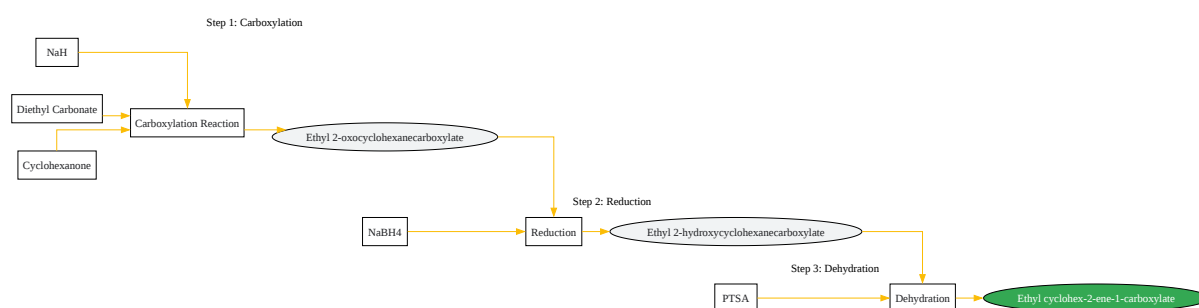 Step 1: Carboxylation
NaH
Diethyl Carbonate
Carboxylation Reaction
Ethyl 2-oxocyclohexanecarboxylate
Cyclohexanone
Step 2: Reduction
NaBH4
Reduction
Ethyl 2-hydroxycyclohexanecarboxylate
Step 3: Dehydration
PTSA
Dehydration
Ethyl cyclohex-2-ene-1-carboxylate